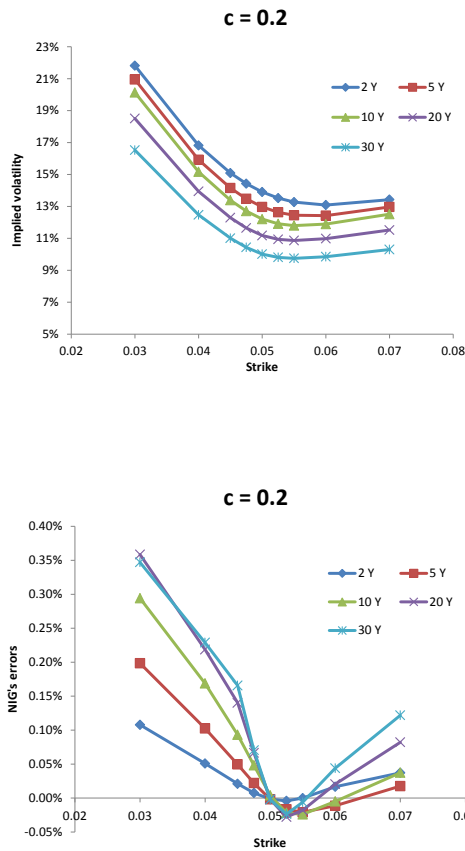 c = 0.2
23%
21%
19%
17%
15%
13%
11%
9%
7%
5%
Implied volatility
2 Y 5 Y
10 Y 20 Y
30 Y
0.02 0.03 0.04 0.05 0.06 0.07 0.08
Strike
c = 0.2
0.40%
0.35%
0.30%
0.25%
0.20%
0.15%
0.10%
0.05%
0.00%
-0.05%
NIG's errors
2 Y 5 Y
10 Y 20 Y
30 Y
0.02 0.03 0.04 0.05 0.06 0.07
Strike